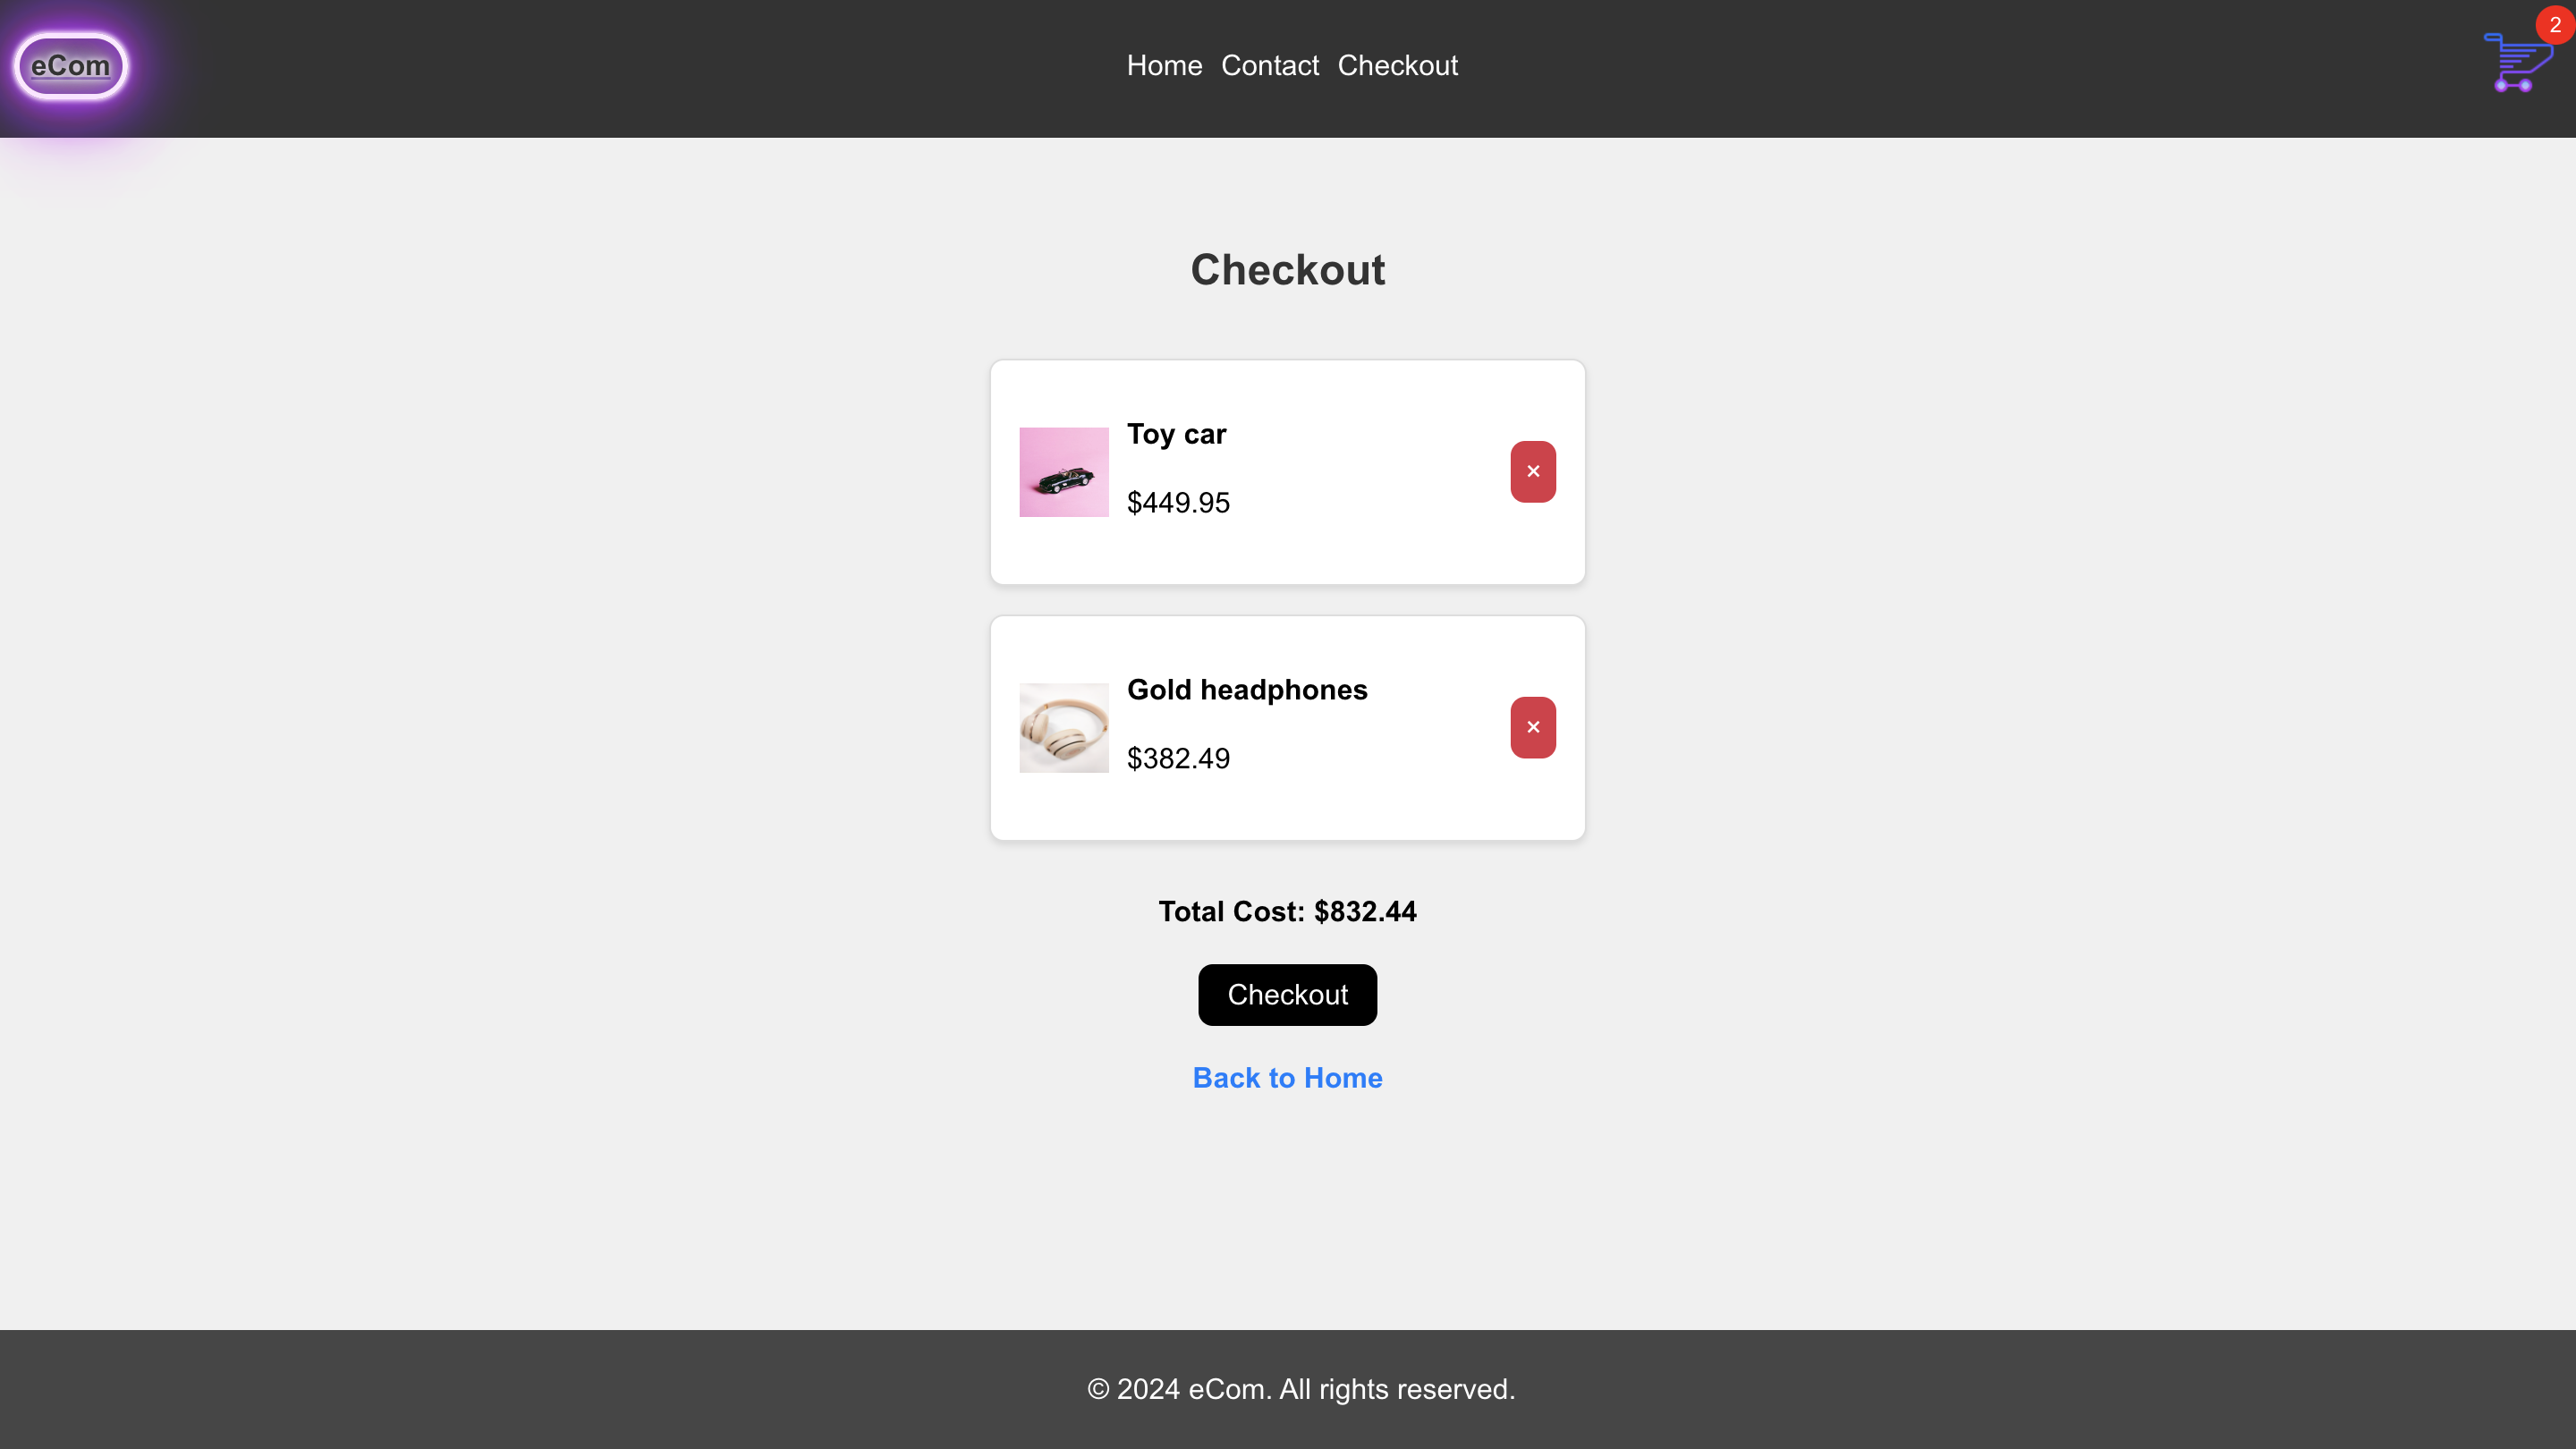 eCom
Home Contact Checkout
2
Checkout
Toy car
$449.95
×
Gold headphones
$382.49
×
Total Cost: $832.44
Checkout
Back to Home
© 2024 eCom. All rights reserved.